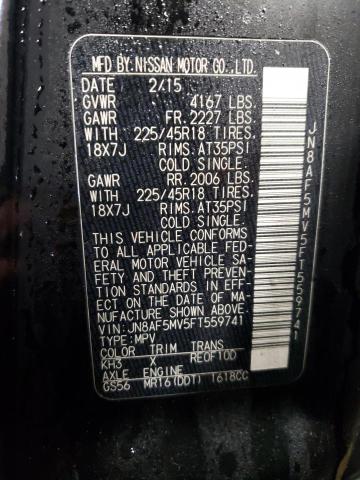 MFD BY:NISSAN MOTOR CO.,LTD.
DATE 2/15
GVWR 4167 LBS.
GAWR FR. 2227 LBS.
WITH 225/45R18 TIRES.
18X7J RIMS. AT35PSI
COLD SINGLE.
GAWR RR. 2006 LBS.
WITH 225/45R18 TIRES.
18X7J RIMS. AT35PSI
COLD SINGLE.
THIS VEHICLE CONFORMS
TO ALL APPLICABLE FED-
ERAL MOTOR VEHICLE SA-
FETY AND THEFT PREVEN-
TION STANDARDS IN EFF-
ECT ON THE DATE OF MA-
NUFACTURE SHOWN ABOVE.
VIN:JN8AF5MV5FT559741
TYPE:MPV
COLOR TRIM TRANS
KH3 X RE0F10D
AXLE ENGINE
GS56 MR16(DDT) 1618CC
JN8AF5MV5FT559741